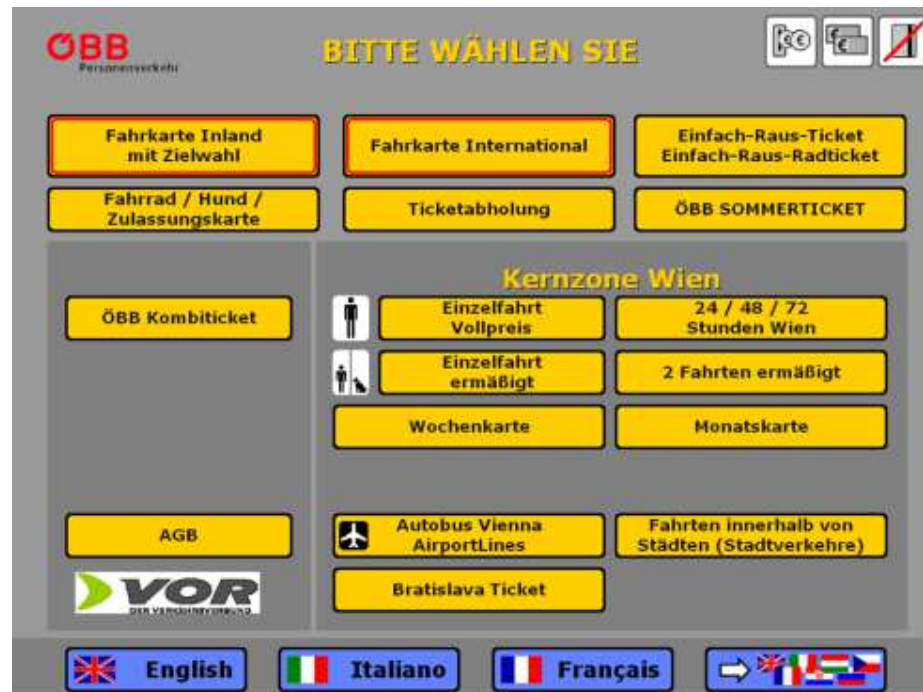 ÖBB
Personenverkehr
BITTE WÄHLEN SIE
Fahrkarte Inland
mit Zielwahl
Fahrkarte International
Einfach-Raus-Ticket
Einfach-Raus-Radticket
Fahrrad / Hund /
Zulassungskarte
Ticketabholung
ÖBB SOMMERTICKET
Kernzone Wien
ÖBB Kombiticket
Einzelfahrt
Vollpreis
24 / 48 / 72
Stunden Wien
Einzelfahrt
ermäßigt
2 Fahrten ermäßigt
Wochenkarte
Monatskarte
AGB
Autobus Vienna
AirportLines
Fahrten innerhalb von
Städten (Stadtverkehre)
VOR
DER VERKEHRSVERBUND
Bratislava Ticket
English
Italiano
Français